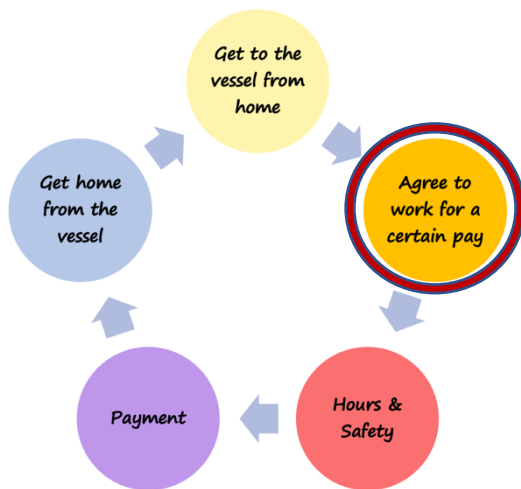 Get to the
vessel from
home
Agree to
work for a
certain pay
Hours &
Safety
Payment
Get home
from the
vessel